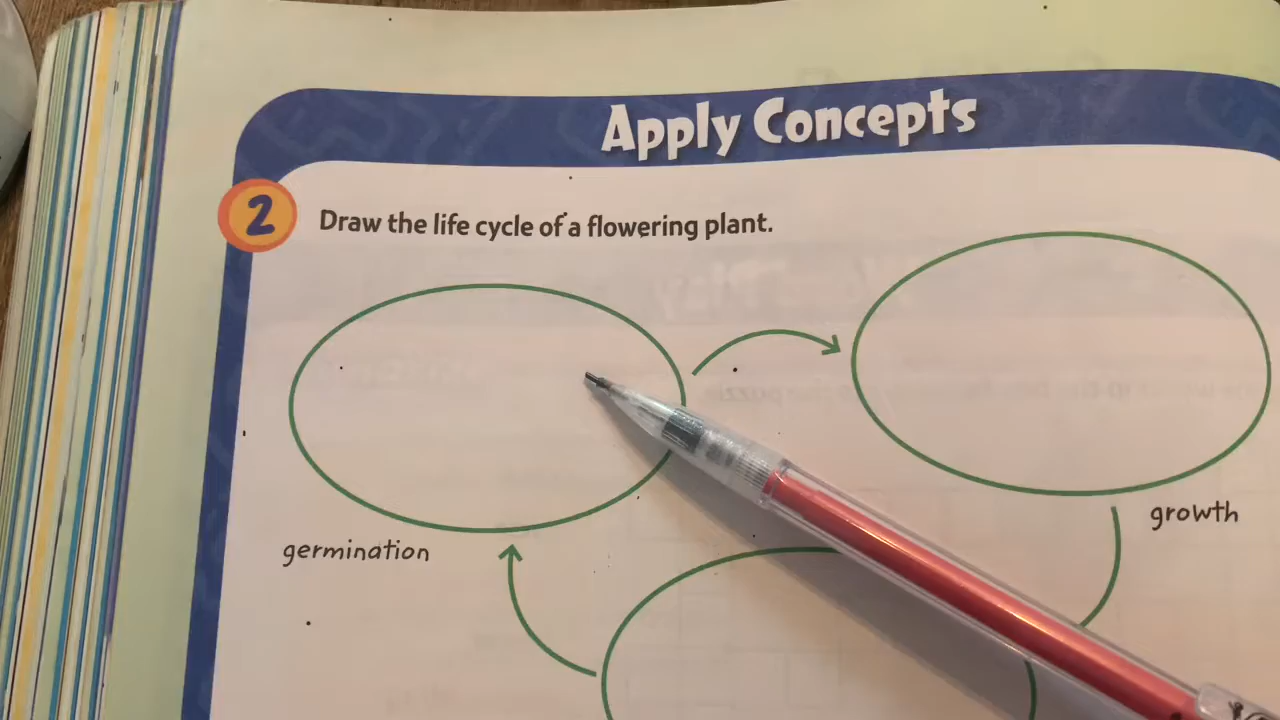 Apply Concepts
2
Draw the life cycle of a flowering plant.
growth
germination